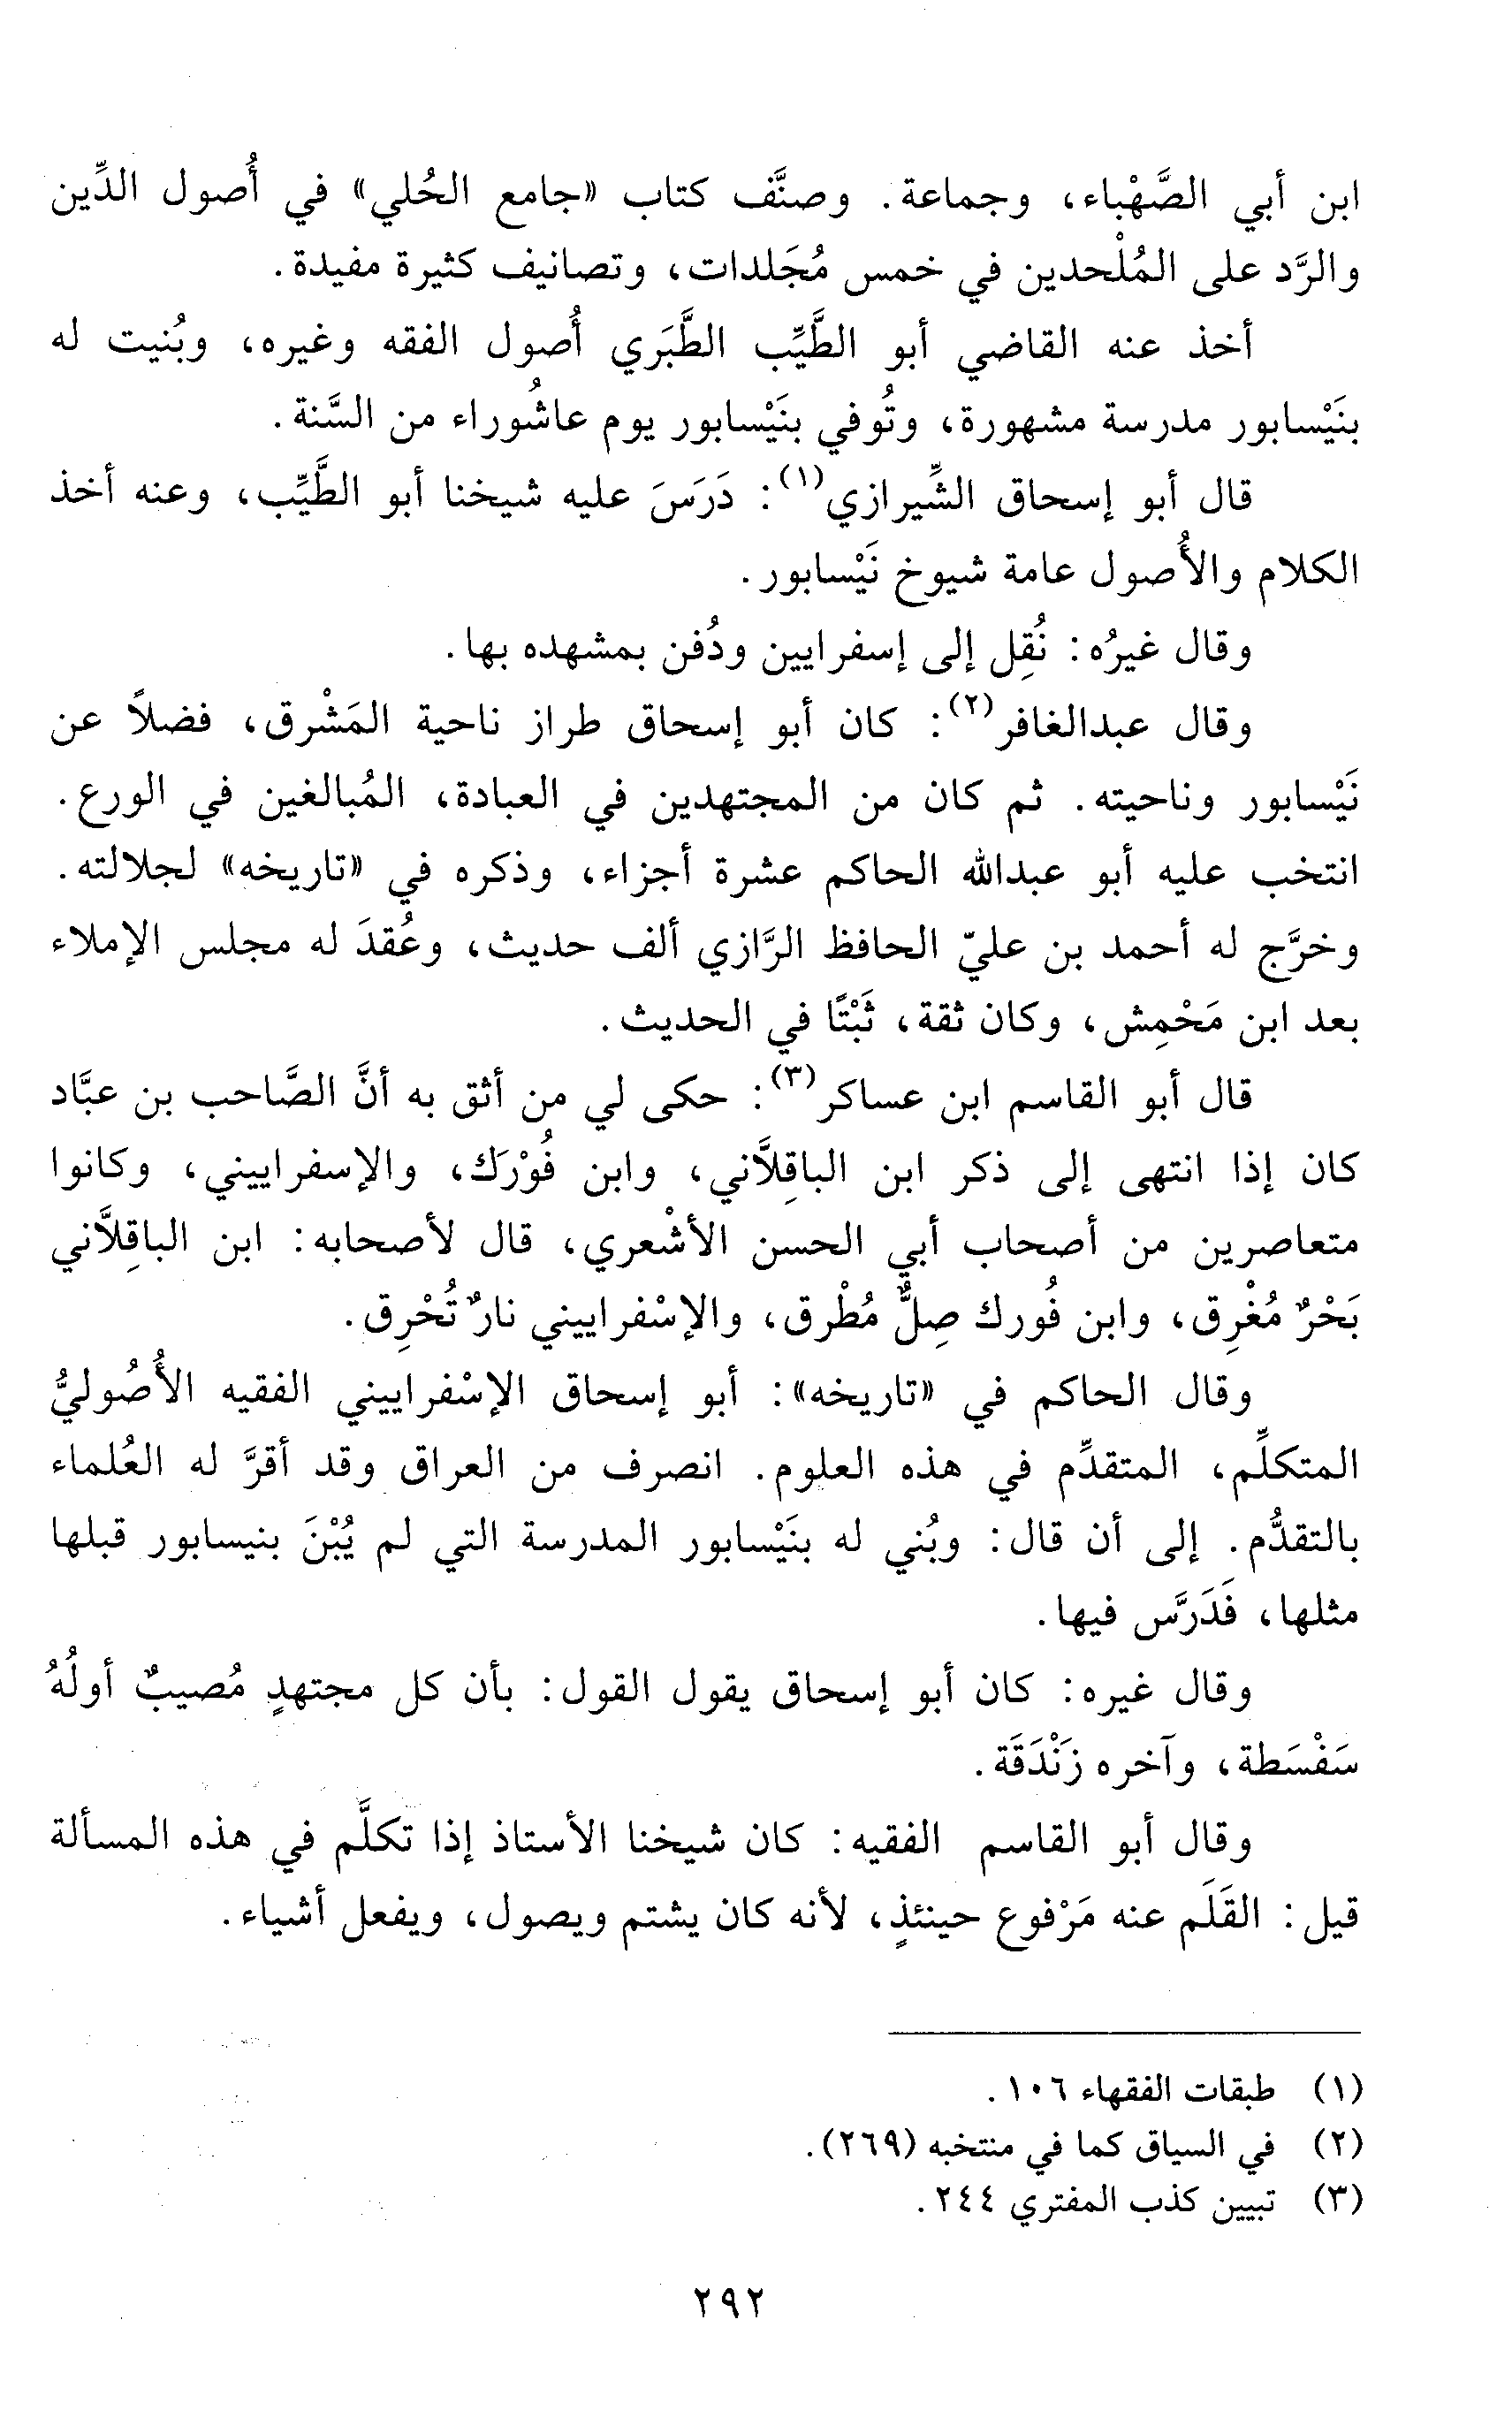 ابن أبي الصَّهْباء، وجماعة. وصنَّف كتاب «جامع الحُلي» في أُصول الدِّين
والرَّد على المُلْحدين في خمس مُجَلدات، وتصانيف كثيرة مفيدة.
أخذ عنه القاضي أبو الطَّيِّب الطَّبَري أُصول الفقه وغيره، وبُنيت له
بنَيْسابور مدرسة مشهورة، وتُوفي بنَيْسابور يوم عاشُوراء من السَّنة.
قال أبو إسحاق الشِّيرازي(١): دَرَسَ عليه شيخنا أبو الطَّيِّب، وعنه أخذ
الكلام والأُصول عامة شيوخ نَيْسابور.
وقال غيرُه: نُقِل إلى إسفرايين ودُفن بمشهده بها.
وقال عبدالغافر(٢): كان أبو إسحاق طراز ناحية المَشْرق، فضلاً عن
نَيْسابور وناحيته. ثم كان من المجتهدين في العبادة، المُبالغين في الورع.
انتخب عليه أبو عبدالله الحاكم عشرة أجزاء، وذكره في «تاريخه» لجلالته.
وخرَّج له أحمد بن عليّ الحافظ الرَّازي ألف حديث، وعُقدَ له مجلس الإملاء
بعد ابن مَحْمِش، وكان ثقة، ثَبْتًا في الحديث.
قال أبو القاسم ابن عساكر(٣): حكى لي من أثق به أنَّ الصَّاحب بن عبَّاد
كان إذا انتهى إلى ذكر ابن الباقِلاَّني، وابن فُوْرَك، والإسفراييني، وكانوا
متعاصرين من أصحاب أبي الحسن الأشْعري، قال لأصحابه: ابن الباقِلاَّني
بَحْرٌ مُغْرِق، وابن فُورك صِلٌّ مُطْرق، والإسْفراييني نارٌ تُحْرِق.
وقال الحاكم في «تاريخه»: أبو إسحاق الإسْفراييني الفقيه الأُصُوليُّ
المتكلِّم، المتقدِّم في هذه العلوم. انصرف من العراق وقد أقرَّ له العُلماء
بالتقدُّم. إلى أن قال: وبُني له بنَيْسابور المدرسة التي لم يُبْنَ بنيسابور قبلها
مثلها، فَدَرَّس فيها.
وقال غيره: كان أبو إسحاق يقول القول: بأن كل مجتهدٍ مُصيبٌ أولُهُ
سَفْسَطة، وآخره زَنْدَقَة.
وقال أبو القاسم الفقيه: كان شيخنا الأستاذ إذا تكلَّم في هذه المسألة
قيل: القَلَم عنه مَرْفوع حينئذٍ، لأنه كان يشتم ويصول، ويفعل أشياء.
(١) طبقات الفقهاء ١٠٦.
(٢) في السياق كما في منتخبه (٢٦٩).
(٣) تبيين كذب المفتري ٢٤٤.
٢٩٢